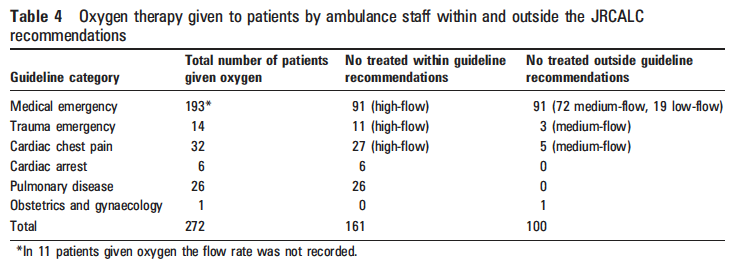 Table 4 Oxygen therapy given to patients by ambulance staff within and outside the JRCALC
recommendations
Guideline category Total number of patients given oxygen No treated within guideline recommendations No treated outside guideline recommendations
Medical emergency 193* 91 (high-flow) 91 (72 medium-flow, 19 low-flow)
Trauma emergency 14 11 (high-flow) 3 (medium-flow)
Cardiac chest pain 32 27 (high-flow) 5 (medium-flow)
Cardiac arrest 6 6 0
Pulmonary disease 26 26 0
Obstetrics and gynaecology 1 0 1
Total 272 161 100
*In 11 patients given oxygen the flow rate was not recorded.